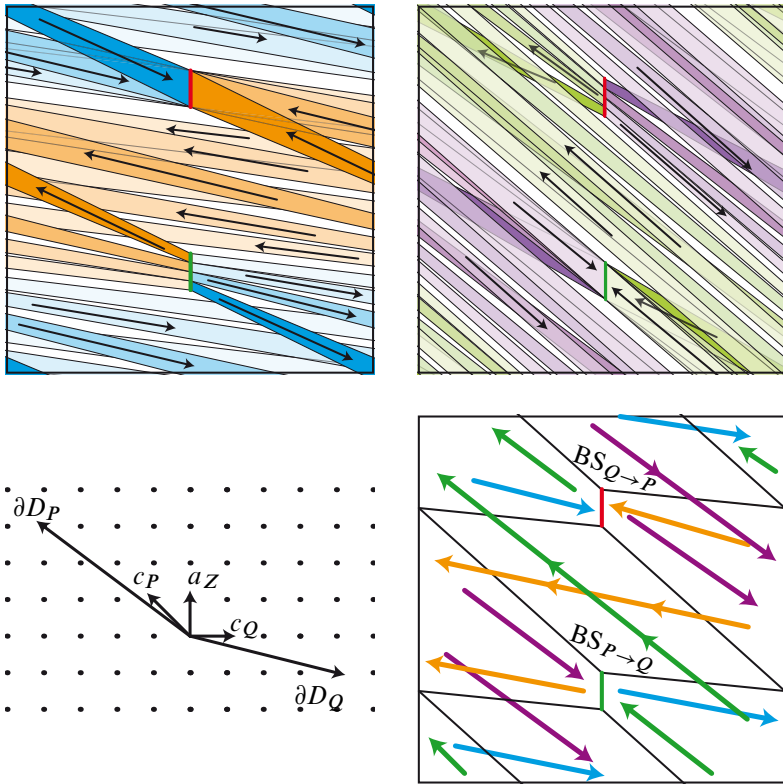 BS_{Q→P}
∂D_P
c_P
a_Z
c_Q
BS_{P→Q}
∂D_Q